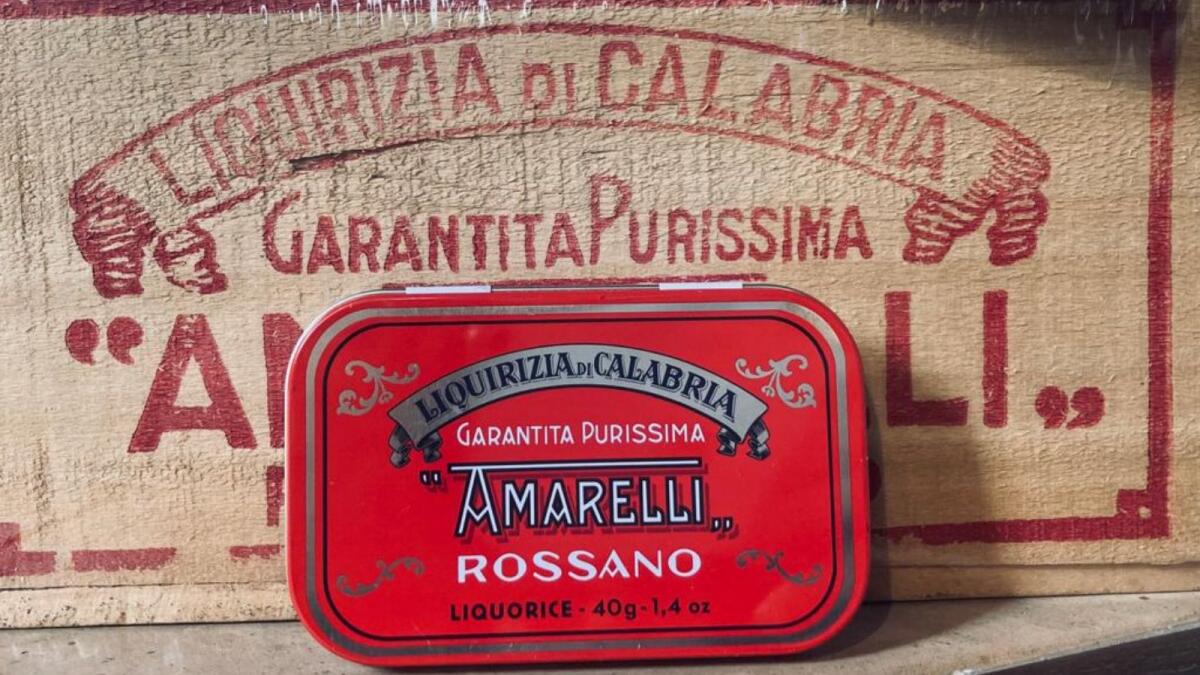 LIQUIRIZIA DI CALABRIA
GARANTITA PURISSIMA
LIQUIRIZIA DI CALABRIA
GARANTITA PURISSIMA
“AMARELLI„
ROSSANO
LIQUORICE - 40g - 1,4 oz